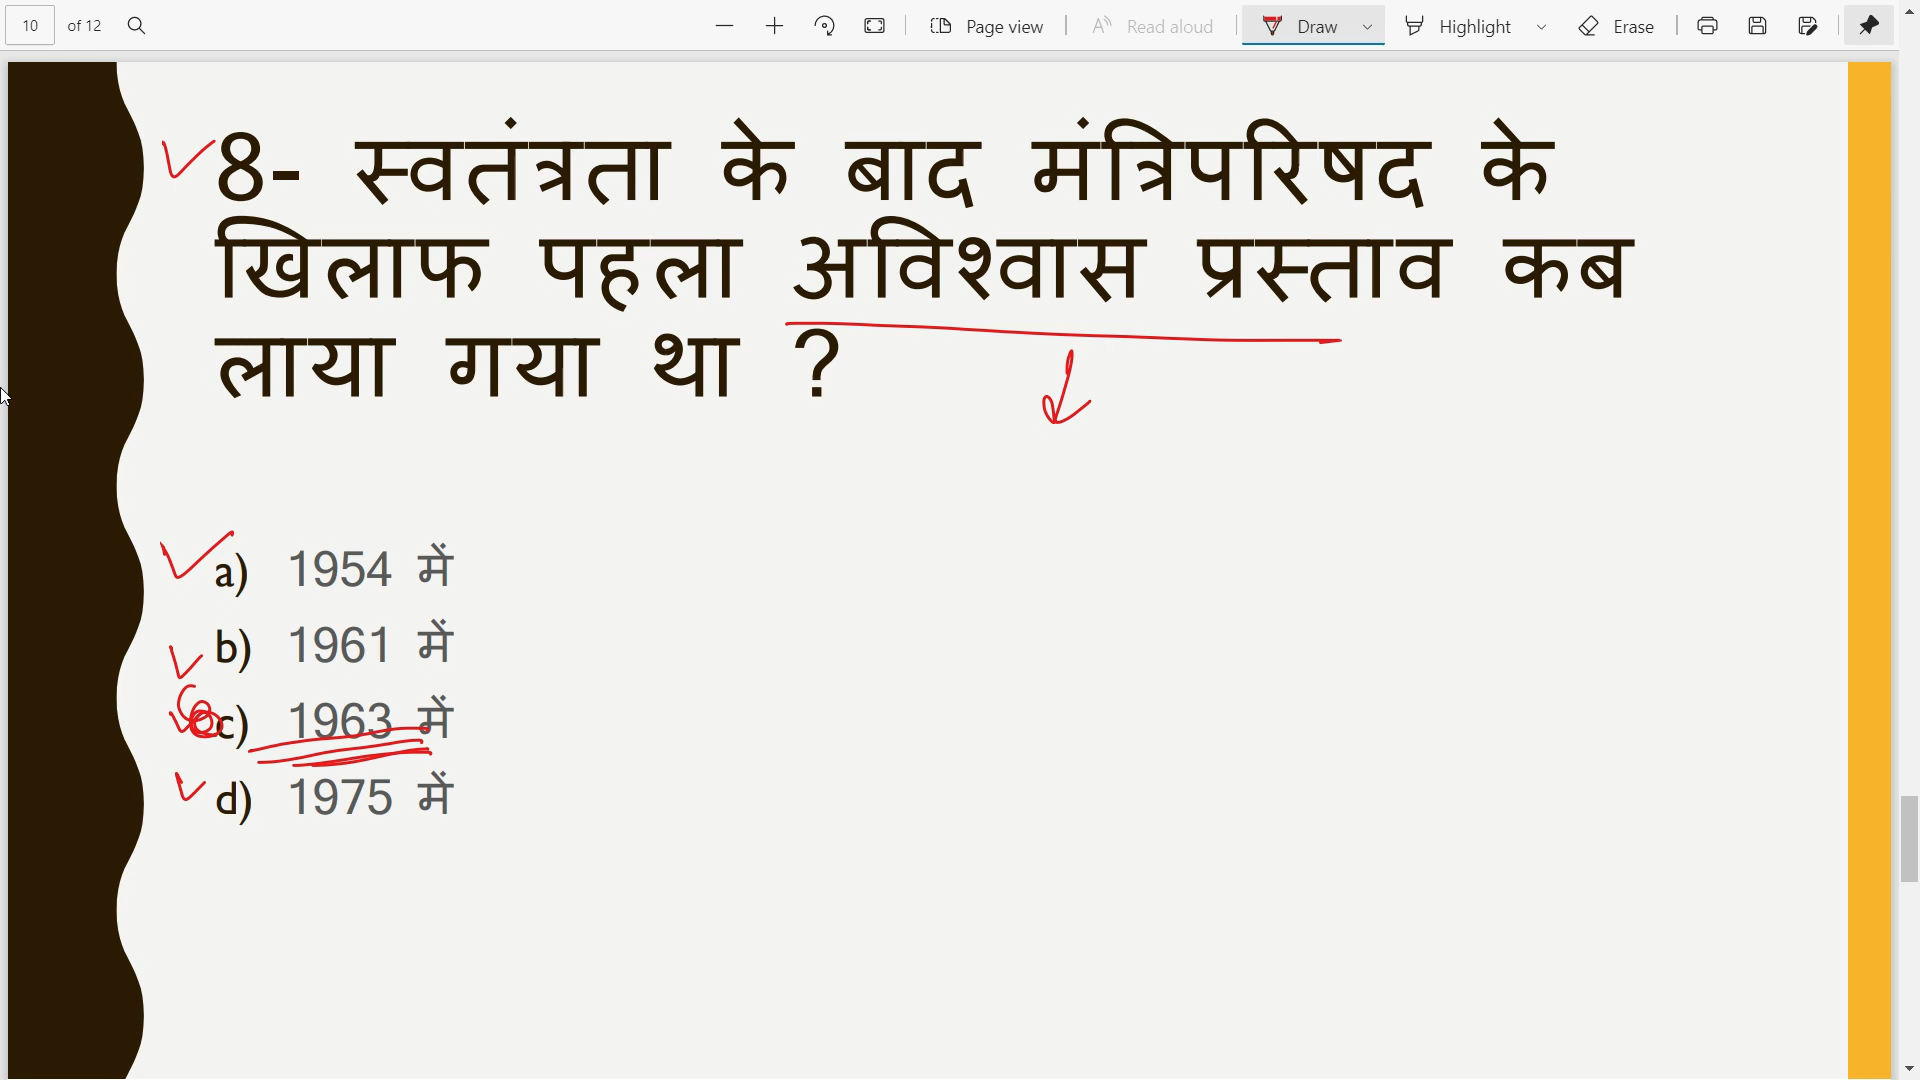 10 of 12 Page view Read aloud Draw Highlight Erase
8- स्वतंत्रता के बाद मंत्रिपरिषद के
खिलाफ पहला अविश्वास प्रस्ताव कब
लाया गया था ?
a) 1954 में
b) 1961 में
c) 1963 में
d) 1975 में